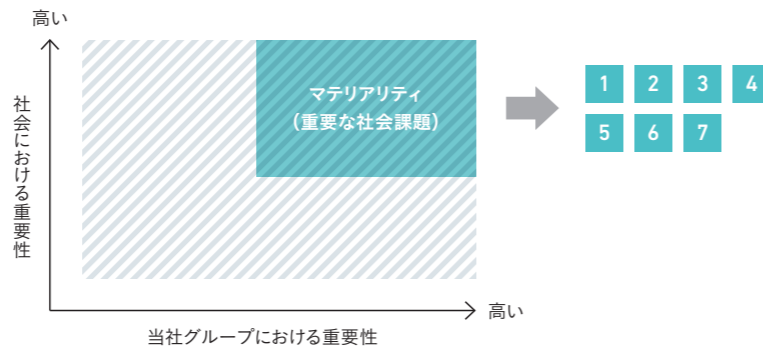 高い
社会における重要性
マテリアリティ
(重要な社会課題)
1 2 3 4
5 6 7
高い
当社グループにおける重要性